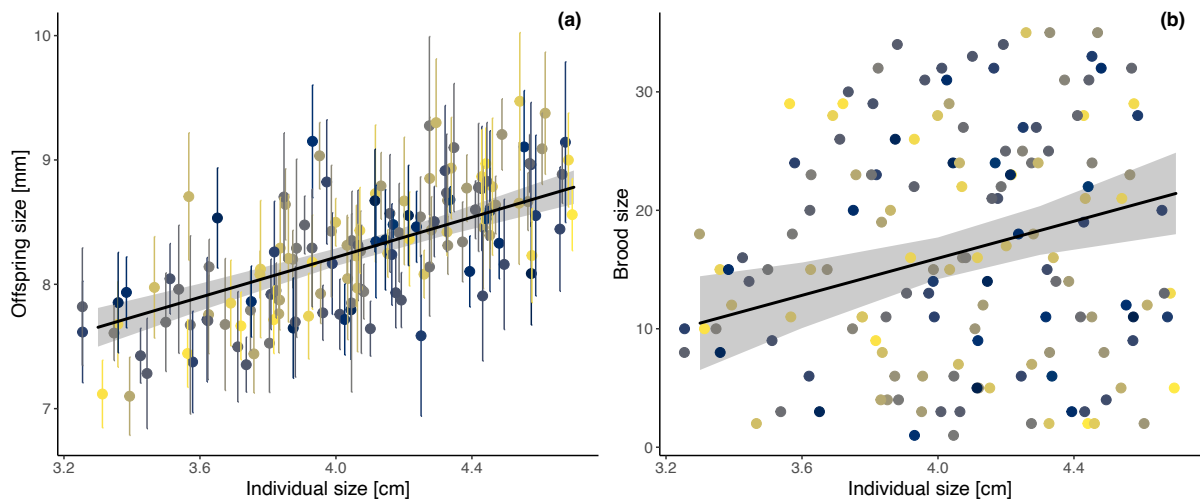 (a)
10
9
8
7
Offspring size [mm]
3.2 3.6 4.0 4.4
Individual size [cm]
(b)
30
20
10
0
Brood size
3.2 3.6 4.0 4.4
Individual size [cm]